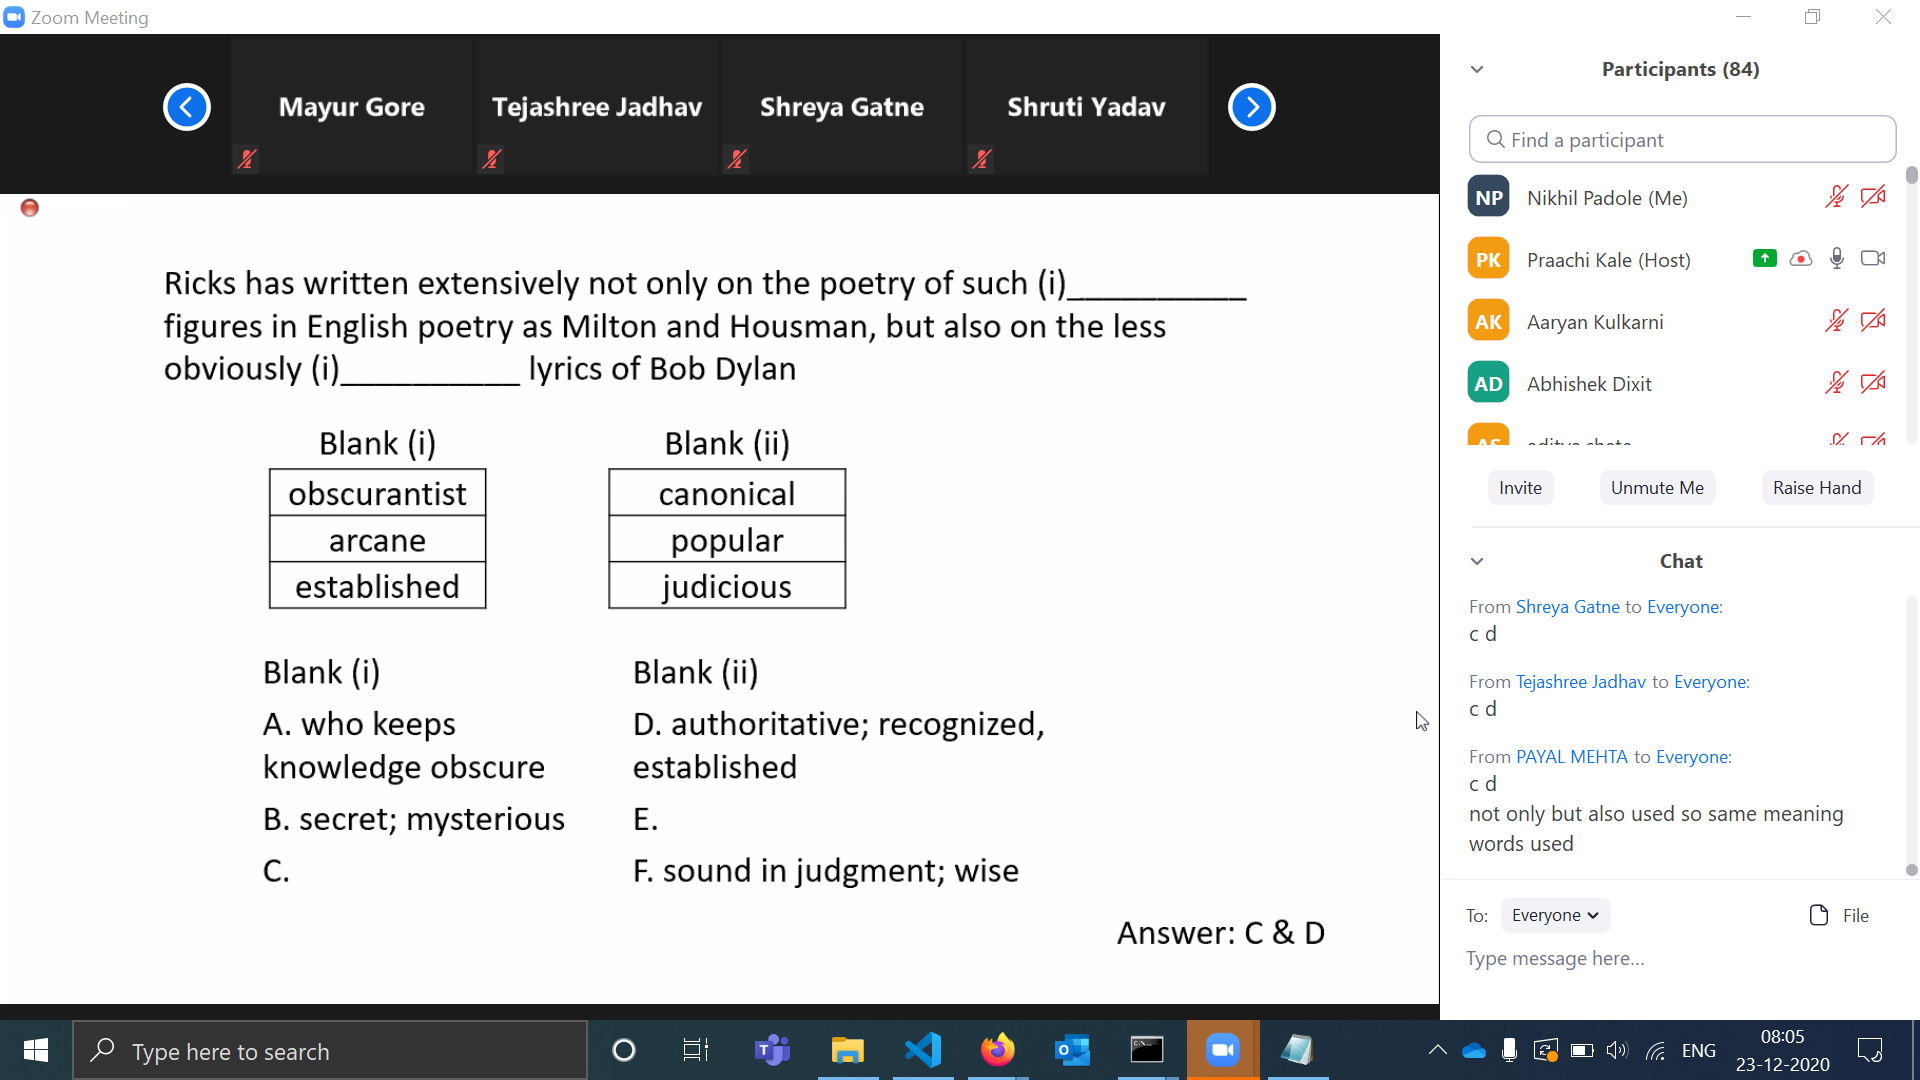 Zoom Meeting
Mayur Gore
Tejashree Jadhav
Shreya Gatne
Shruti Yadav
Ricks has written extensively not only on the poetry of such (i)__________
figures in English poetry as Milton and Housman, but also on the less
obviously (i)__________ lyrics of Bob Dylan
Blank (i)
Blank (ii)
obscurantist
canonical
arcane
popular
established
judicious
Blank (i)
Blank (ii)
A. who keeps
knowledge obscure
D. authoritative; recognized,
established
B. secret; mysterious
E.
C.
F. sound in judgment; wise
Answer: C & D
Participants (84)
Find a participant
NP Nikhil Padole (Me)
PK Praachi Kale (Host)
AK Aaryan Kulkarni
AD Abhishek Dixit
Invite
Unmute Me
Raise Hand
Chat
From Shreya Gatne to Everyone:
c d
From Tejashree Jadhav to Everyone:
c d
From PAYAL MEHTA to Everyone:
c d
not only but also used so same meaning
words used
To: Everyone
File
Type message here...
Type here to search
ENG
08:05
23-12-2020